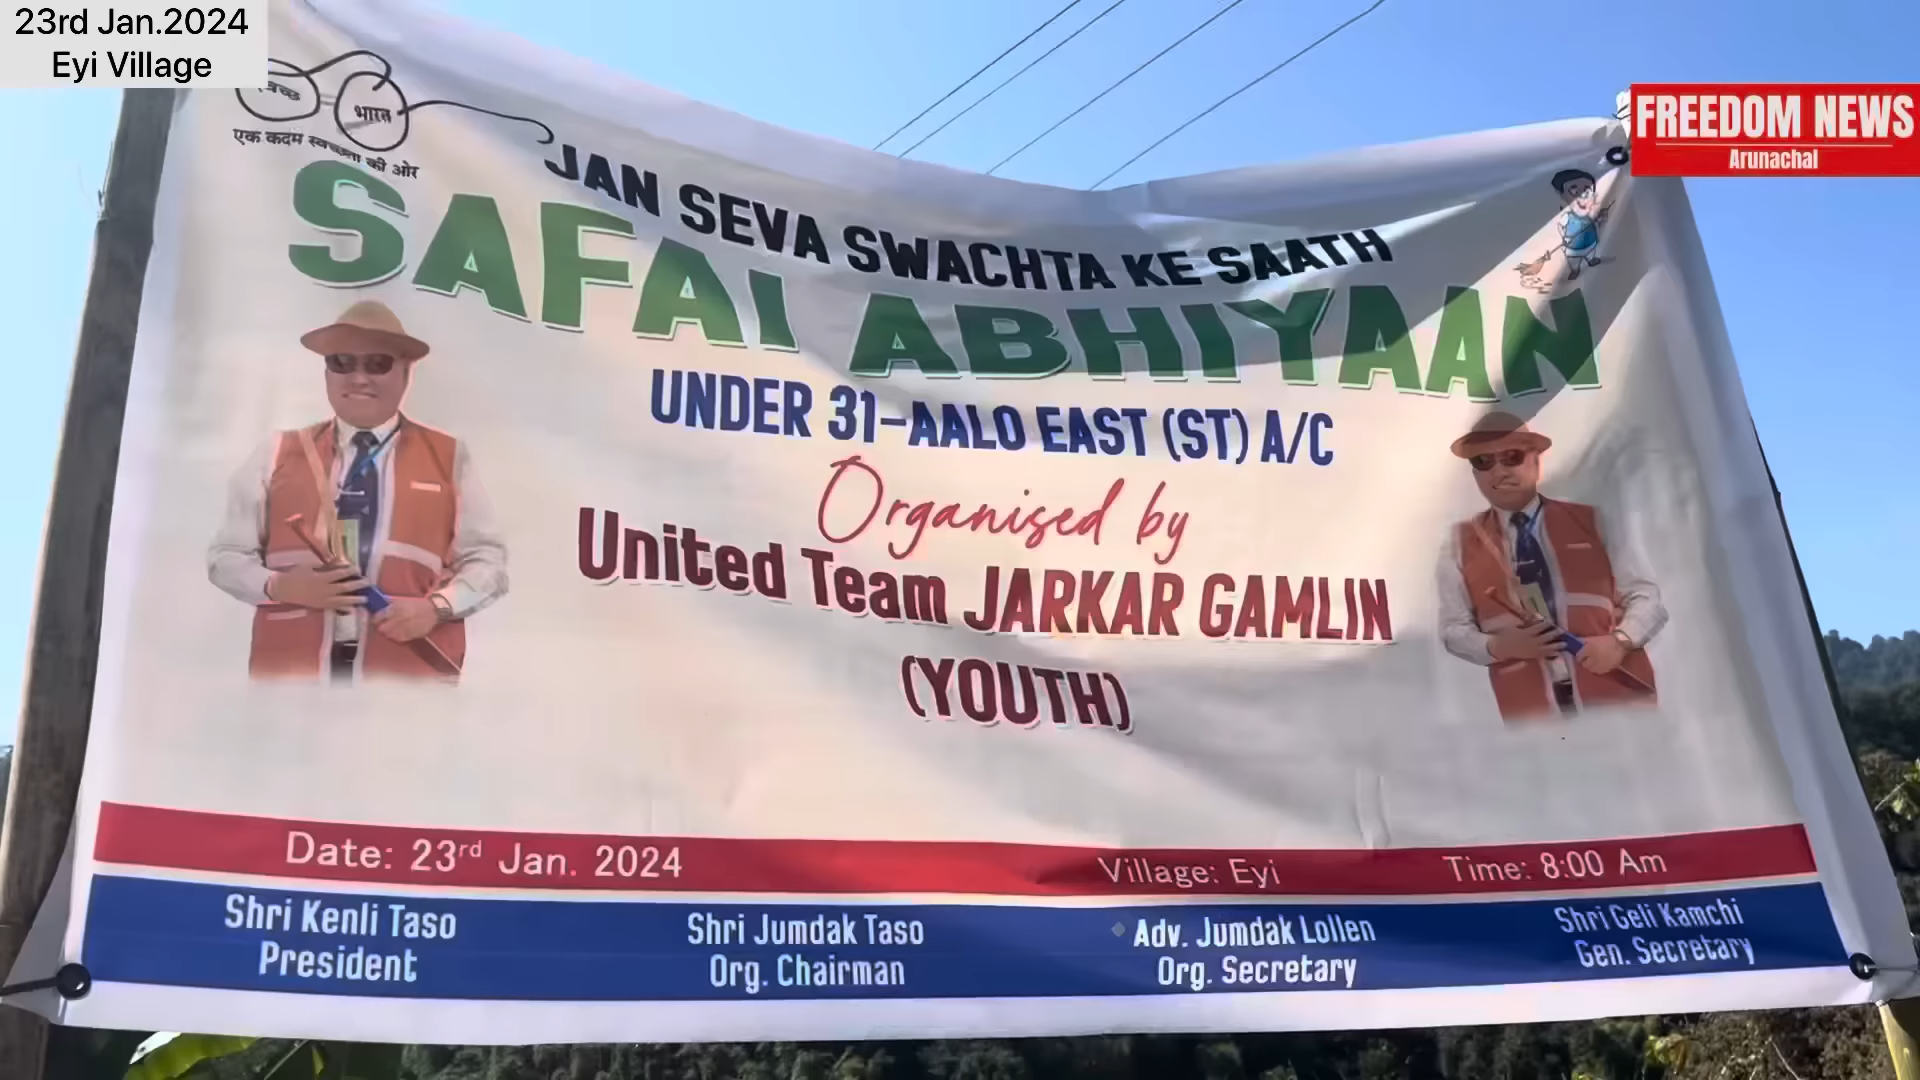 23rd Jan.2024
Eyi Village
FREEDOM NEWS
Arunachal
भारत
एक कदम स्वच्छता की ओर
JAN SEVA SWACHTA KE SAATH
SAFAI ABHIYAAN
UNDER 31-AALO EAST (ST) A/C
Organised by
United Team JARKAR GAMLIN
(YOUTH)
Date: 23rd Jan. 2024 Village: Eyi Time: 8:00 Am
Shri Kenli Taso
President
Shri Jumdak Taso
Org. Chairman
Adv. Jumdak Lollen
Org. Secretary
Shri Geli Kamchi
Gen. Secretary